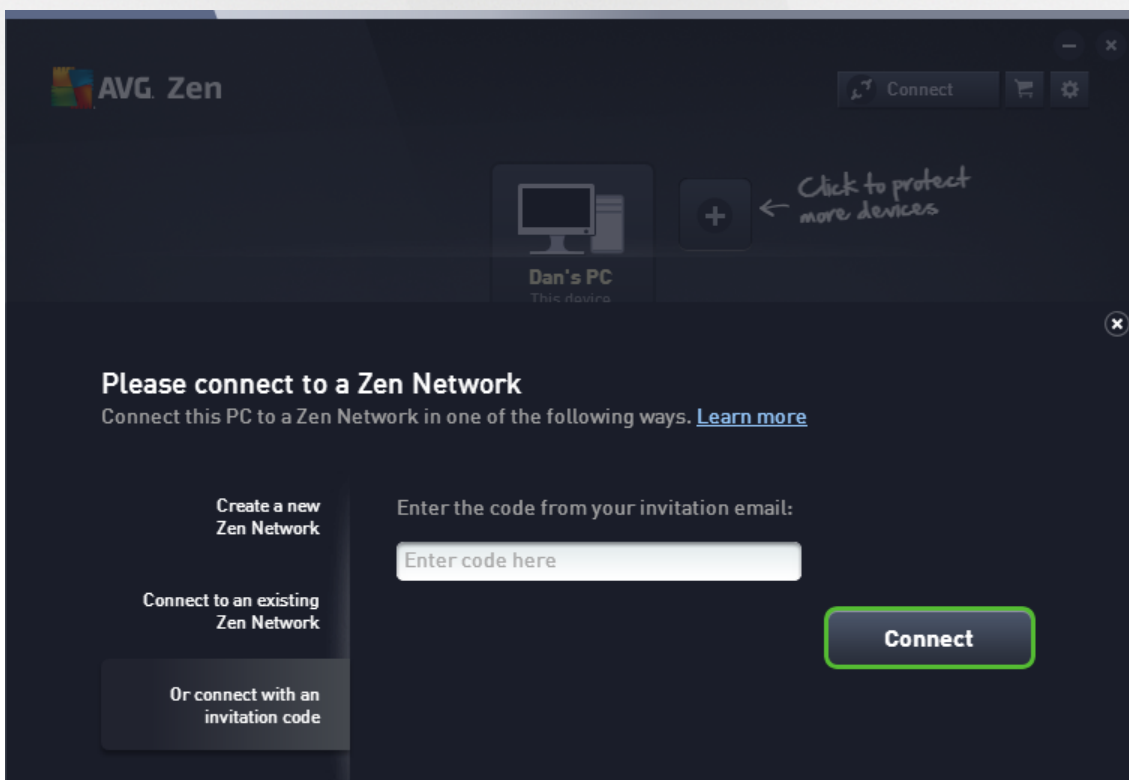 AVG. Zen
Connect
Click to protect
more devices
Dan's PC
This device
Please connect to a Zen Network
Connect this PC to a Zen Network in one of the following ways. Learn more
Create a new
Zen Network
Enter the code from your invitation email:
Enter code here
Connect to an existing
Zen Network
Connect
Or connect with an
invitation code